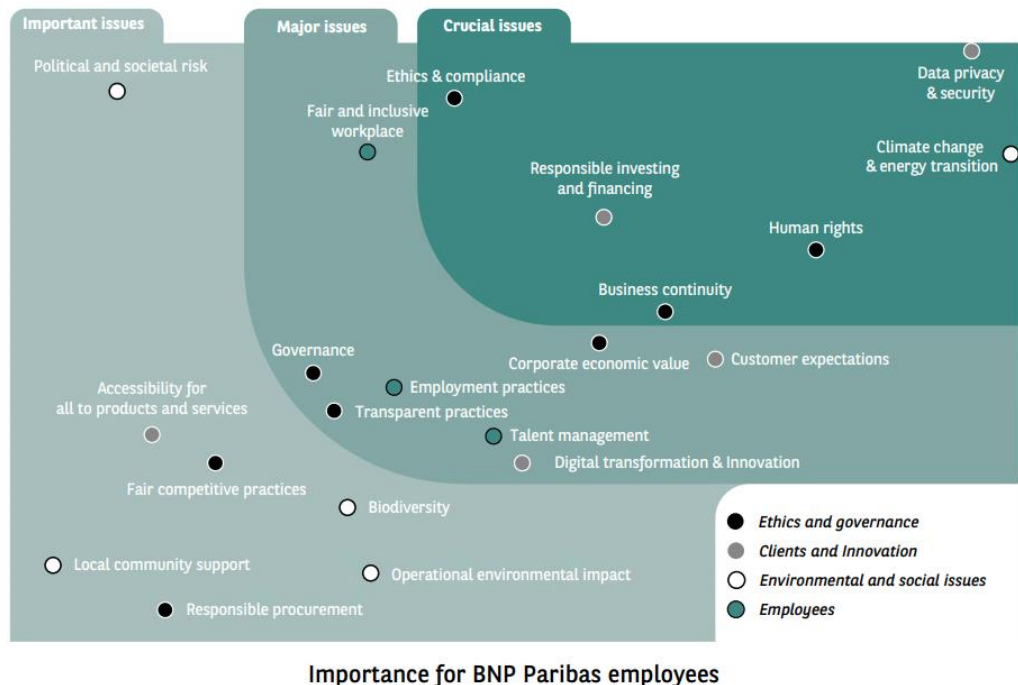 Important issues
Major issues
Crucial issues
Political and societal risk
Ethics & compliance
Data privacy
& security
Fair and inclusive
workplace
Climate change
& energy transition
Responsible investing
and financing
Human rights
Business continuity
Governance
Corporate economic value
Customer expectations
Accessibility for
all to products and services
Employment practices
Transparent practices
Talent management
Digital transformation & Innovation
Fair competitive practices
Biodiversity
Local community support
Operational environmental impact
Responsible procurement
Ethics and governance
Clients and Innovation
Environmental and social issues
Employees
Importance for BNP Paribas employees